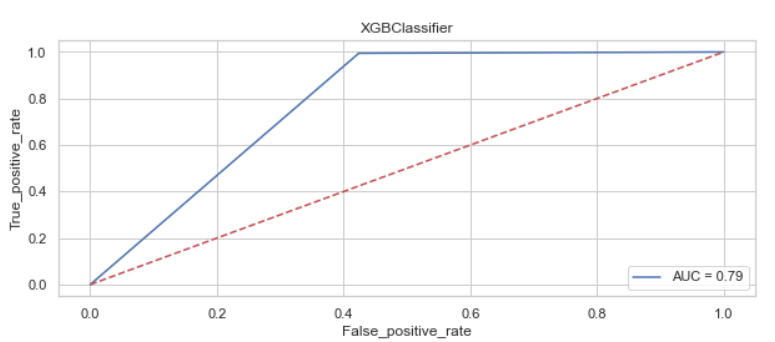 XGBClassifier
1.0
0.8
0.6
0.4
0.2
0.0
True_positive_rate
AUC = 0.79
0.0 0.2 0.4 0.6 0.8 1.0
False_positive_rate